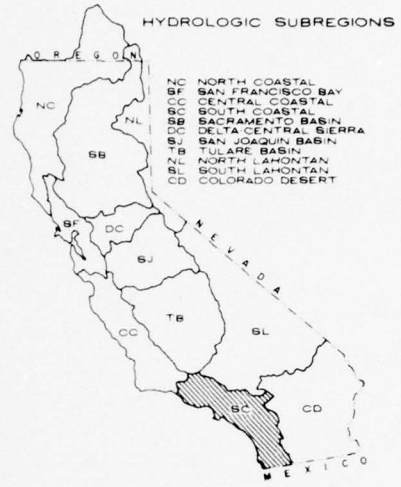 HYDROLOGIC SUBREGIONS
OREGON
NC NORTH COASTAL
SF SAN FRANCISCO BAY
CC CENTRAL COASTAL
SC SOUTH COASTAL
SB SACRAMENTO BASIN
DC DELTA-CENTRAL SIERRA
SJ SAN JOAQUIN BASIN
TB TULARE BASIN
NL NORTH LAHONTAN
SL SOUTH LAHONTAN
CD COLORADO DESERT
NC
NL
SB
SF
DC
NEVADA
SJ
TB
CC
SL
SC
CD
MEXICO